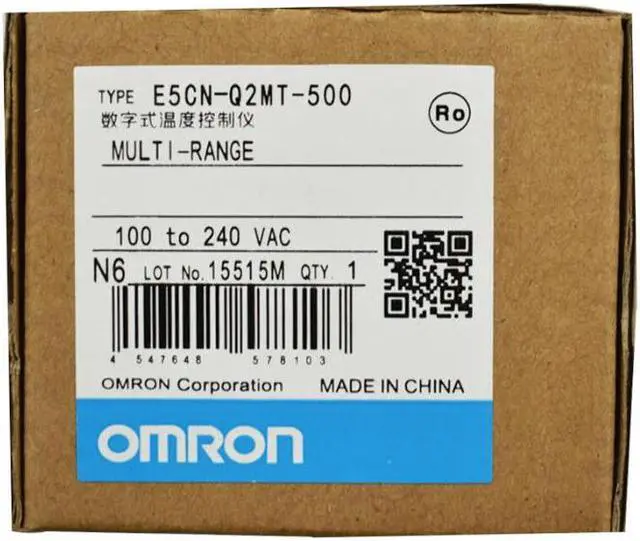 TYPE E5CN-Q2MT-500
数字式温度控制仪
Ro
MULTI-RANGE
100 to 240 VAC
N6 LOT No. 15515M QTY. 1
4 547648 578103
OMRON Corporation MADE IN CHINA
OMRON